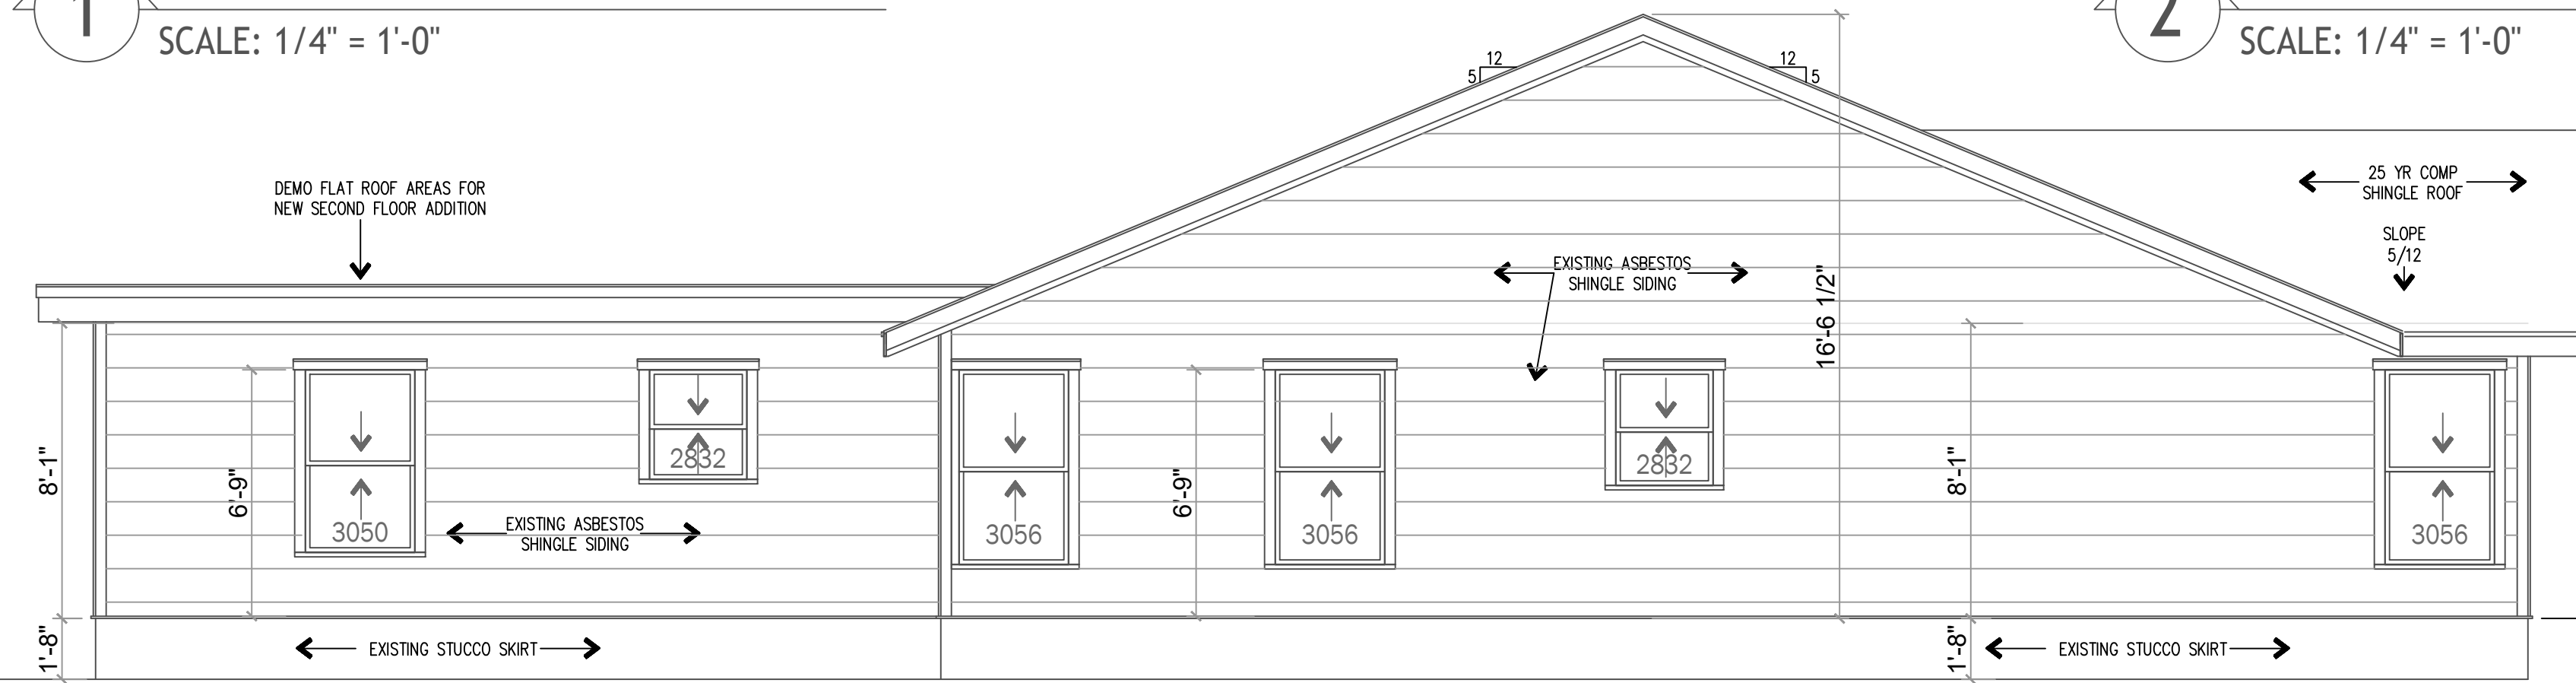 1
SCALE: 1/4" = 1'-0"
2
SCALE: 1/4" = 1'-0"
12
5
12
5
DEMO FLAT ROOF AREAS FOR
NEW SECOND FLOOR ADDITION
25 YR COMP
SHINGLE ROOF
SLOPE
5/12
EXISTING ASBESTOS
SHINGLE SIDING
16'-6 1/2"
8'-1"
6'-9"
3050
2832
EXISTING ASBESTOS
SHINGLE SIDING
3056
6'-9"
3056
2832
8'-1"
3056
1'-8"
EXISTING STUCCO SKIRT
1'-8"
EXISTING STUCCO SKIRT